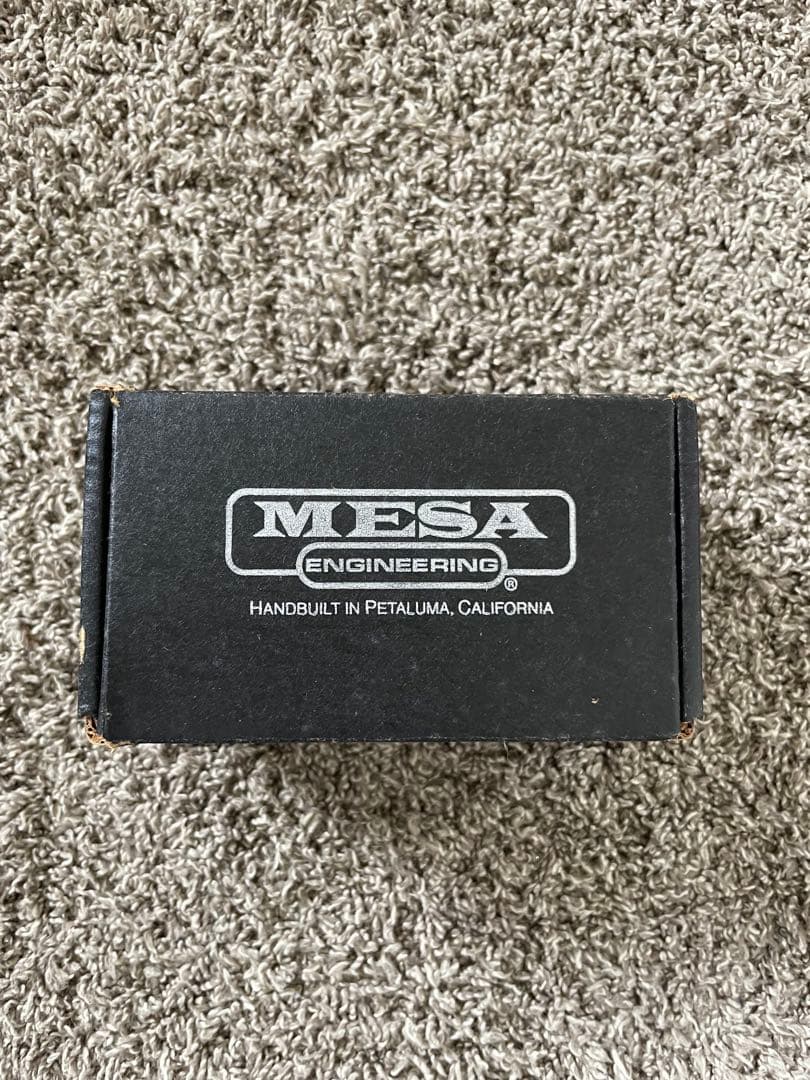 MESA
ENGINEERING®
HANDBUILT IN PETALUMA, CALIFORNIA